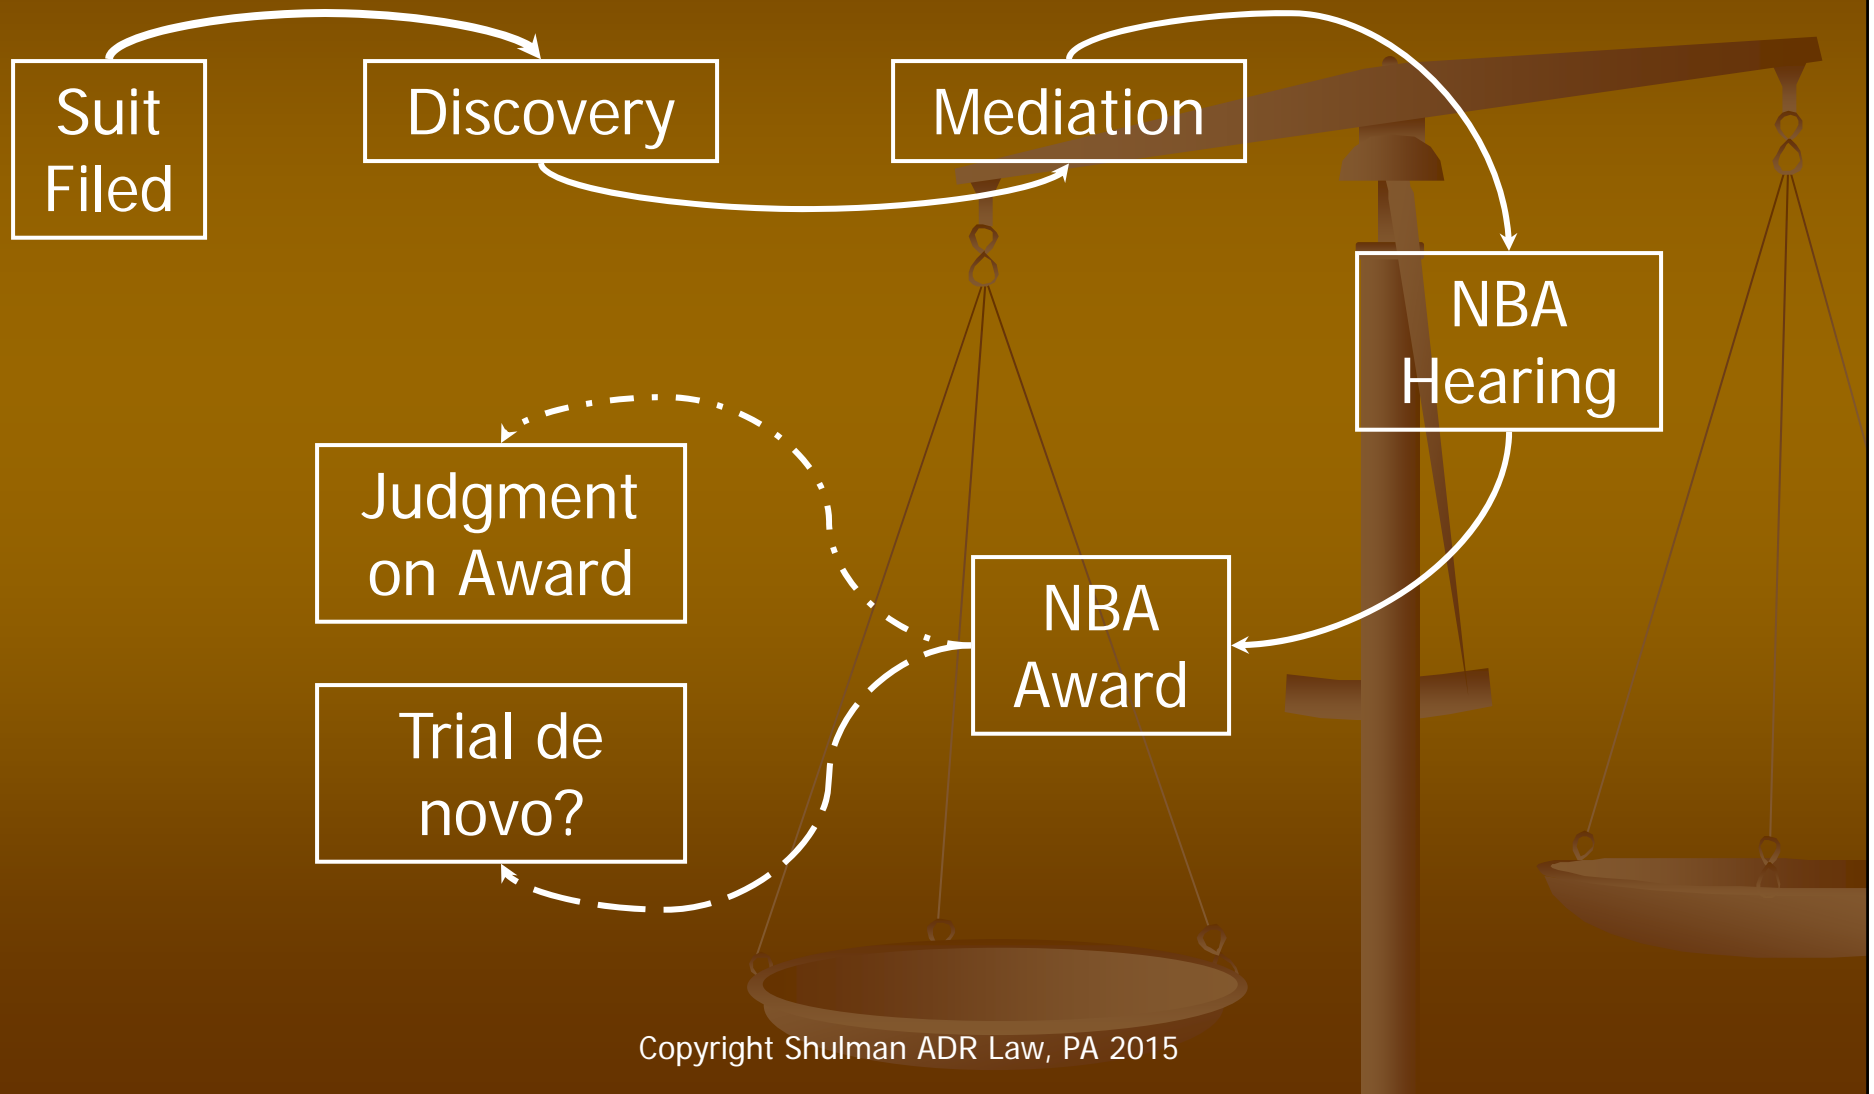 Suit
Filed
Discovery
Mediation
NBA
Hearing
Judgment
on Award
NBA
Award
Trial de
novo?
Copyright Shulman ADR Law, PA 2015